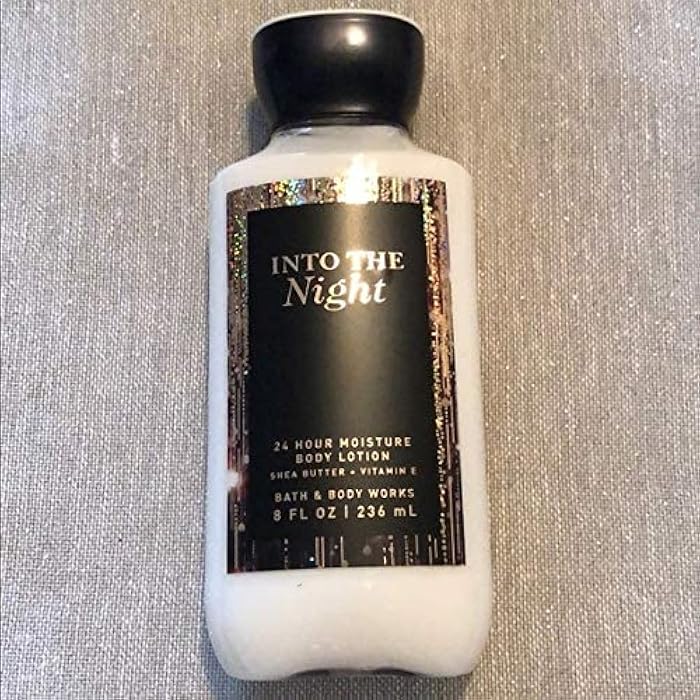 INTO THE
Night
24 HOUR MOISTURE
BODY LOTION
SHEA BUTTER + VITAMIN E
BATH & BODY WORKS
8 FL OZ | 236 mL